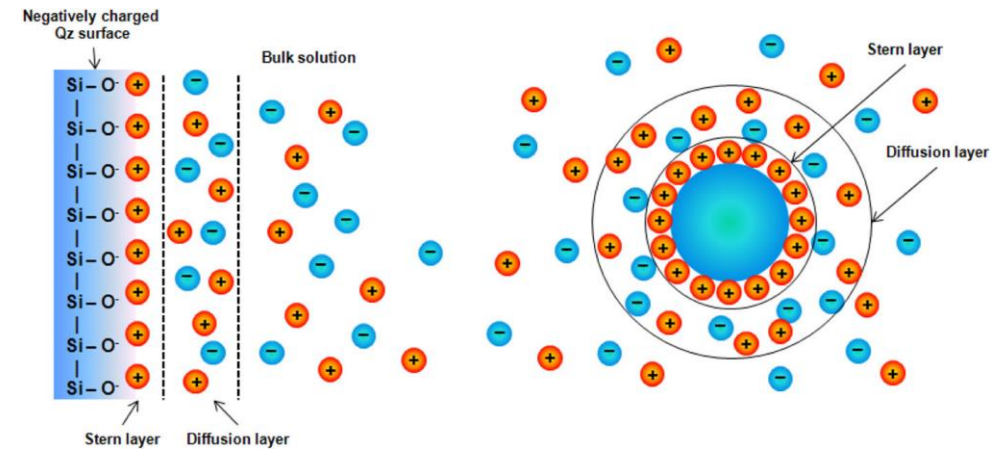 Negatively charged
Qz surface
Bulk solution
Si – O-
Si – O-
Si – O-
Si – O-
Si – O-
Si – O-
Si – O-
Si – O-
Stern layer
Diffusion layer
Stern layer
Diffusion layer